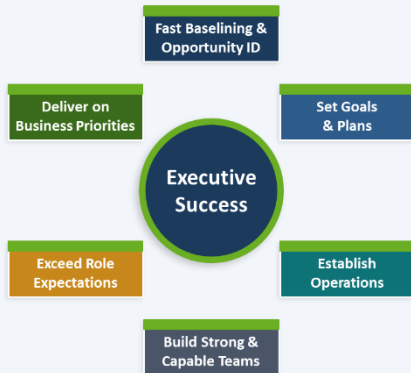 Fast Baselining &
Opportunity ID
Deliver on
Business Priorities
Set Goals
& Plans
Executive
Success
Exceed Role
Expectations
Establish
Operations
Build Strong &
Capable Teams